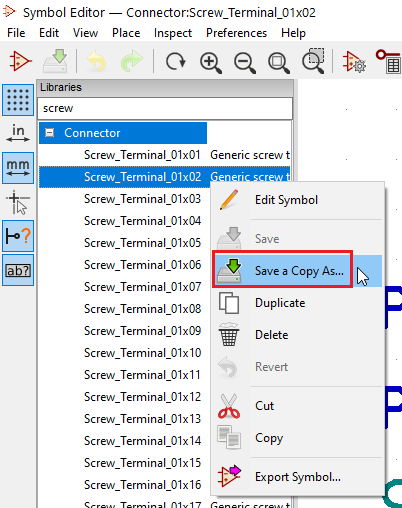 Symbol Editor — Connector:Screw_Terminal_01x02
File Edit View Place Inspect Preferences Help
Libraries
screw
Connector
Screw_Terminal_01x01 Generic screw t
Screw_Terminal_01x02 Generic screw t
Screw_Terminal_01x03
Screw_Terminal_01x04
Screw_Terminal_01x05
Screw_Terminal_01x06
Screw_Terminal_01x07
Screw_Terminal_01x08
Screw_Terminal_01x09
Screw_Terminal_01x10
Screw_Terminal_01x11
Screw_Terminal_01x12
Screw_Terminal_01x13
Screw_Terminal_01x14
Screw_Terminal_01x15
Screw_Terminal_01x16
Screw_Terminal_01x17 Generic screw t
in
mm
ab?
Edit Symbol
Save
Save a Copy As...
Duplicate
Delete
Revert
Cut
Copy
Export Symbol...